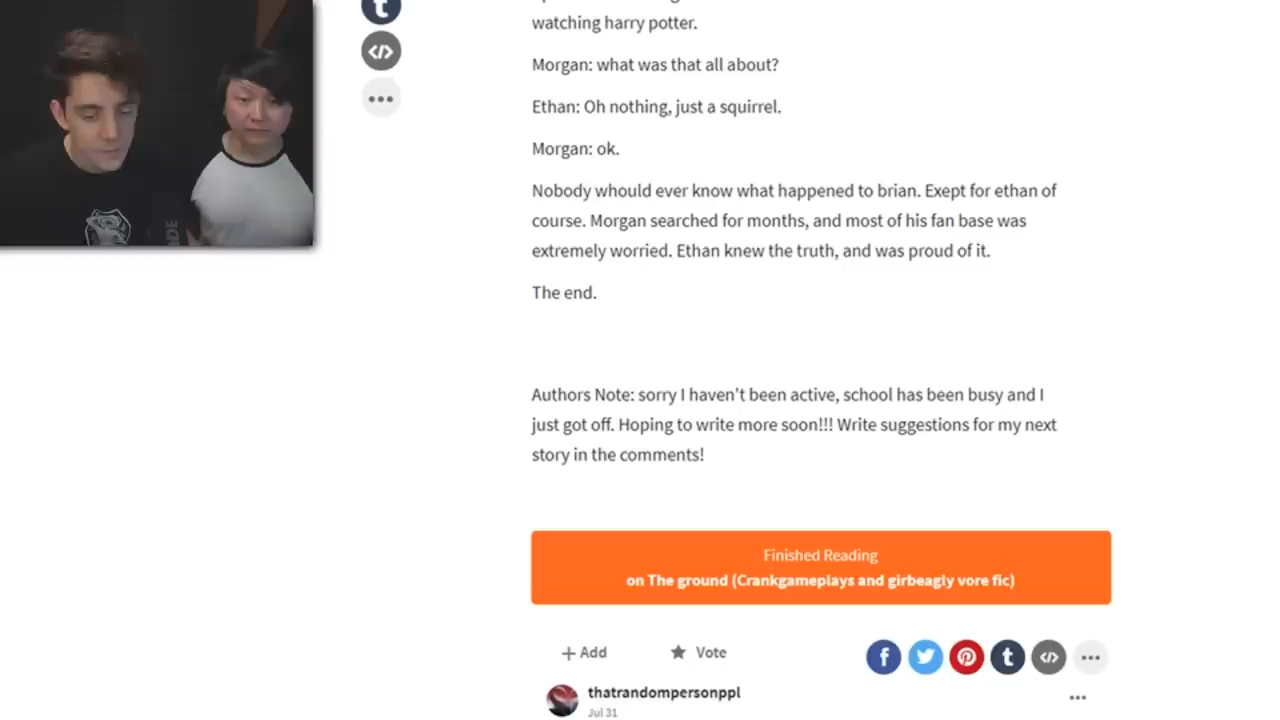 watching harry potter.
Morgan: what was that all about?
Ethan: Oh nothing, just a squirrel.
Morgan: ok.
Nobody whould ever know what happened to brian. Exept for ethan of
course. Morgan searched for months, and most of his fan base was
extremely worried. Ethan knew the truth, and was proud of it.
The end.
Authors Note: sorry I haven't been active, school has been busy and I
just got off. Hoping to write more soon!!! Write suggestions for my next
story in the comments!
Finished Reading
on The ground (Crankgameplays and girbeagly vore fic)
+ Add
Vote
thatrandompersonppl
Jul 31